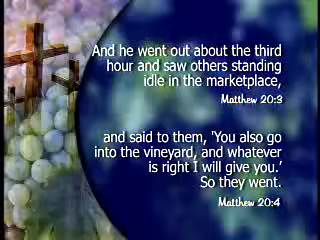 And he went out about the third
hour and saw others standing
idle in the marketplace,
Matthew 20:3
and said to them, 'You also go
into the vineyard, and whatever
is right I will give you.'
So they went.
Matthew 20:4